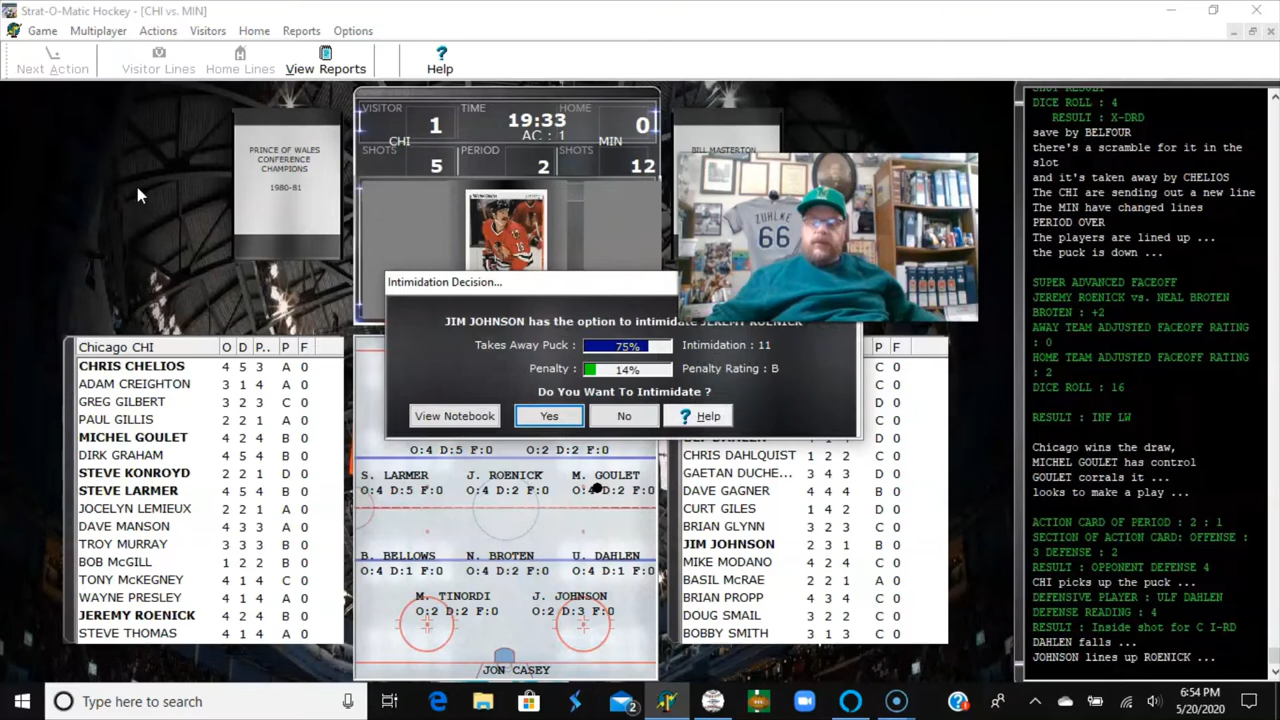 Strat-O-Matic Hockey - [CHI vs. MIN]
Game Multiplayer Actions Visitors Home Reports Options
Next Action Visitor Lines Home Lines View Reports Help
PRINCE OF WALES
CONFERENCE
CHAMPIONS
1980-81
VISITOR TIME HOME
CHI 1 19:33 MIN 0
AC : 1
SHOTS PERIOD SHOTS
5 2 12
BILL MASTERTON
ZUHLKE
66
Intimidation Decision...
JIM JOHNSON has the option to intimidate JEREMY ROENICK
Takes Away Puck : 75% Intimidation : 11
Penalty : 14% Penalty Rating : B
Do You Want To Intimidate ?
View Notebook Yes No Help
Chicago CHI O D P.. P F
CHRIS CHELIOS 4 5 3 A 0
ADAM CREIGHTON 3 1 4 A 0
GREG GILBERT 3 2 3 C 0
PAUL GILLIS 2 2 1 A 0
MICHEL GOULET 4 2 4 B 0
DIRK GRAHAM 4 5 4 B 0
STEVE KONROYD 2 2 1 D 0
STEVE LARMER 4 5 4 B 0
JOCELYN LEMIEUX 2 2 1 A 0
DAVE MANSON 4 3 3 A 0
TROY MURRAY 3 3 3 B 0
BOB McGILL 1 2 2 B 0
TONY McKEGNEY 4 1 4 C 0
WAYNE PRESLEY 4 1 4 A 0
JEREMY ROENICK 4 2 4 B 0
STEVE THOMAS 4 1 4 A 0
O:4 D:5 F:0 O:2 D:2 F:0
S. LARMER J. ROENICK M. GOULET
O:4 D:5 F:0 O:4 D:2 F:0 O:4 D:2 F:0
B. BELLOWS N. BROTEN U. DAHLEN
O:4 D:1 F:0 O:4 D:2 F:0 O:4 D:1 F:0
M. TINORDI J. JOHNSON
O:2 D:2 F:0 O:2 D:3 F:0
JON CASEY
P F
C 0
C 0
D 0
D 0
C 0
CHRIS DAHLQUIST 1 2 2 B 0
GAETAN DUCHE... 3 4 3 D 0
DAVE GAGNER 4 4 4 B 0
CURT GILES 1 4 2 D 0
BRIAN GLYNN 3 2 3 C 0
JIM JOHNSON 2 3 1 B 0
MIKE MODANO 4 2 4 C 0
BASIL McRAE 2 2 1 A 0
BRIAN PROPP 4 3 4 C 0
DOUG SMAIL 3 2 2 C 0
BOBBY SMITH 3 1 3 C 0
SHOT RESULT
DICE ROLL : 4
RESULT : X-DRD
save by BELFOUR
there's a scramble for it in the
slot
and it's taken away by CHELIOS
The CHI are sending out a new line
The MIN have changed lines
PERIOD OVER
The players are lined up ...
the puck is down ...
SUPER ADVANCED FACEOFF
JEREMY ROENICK vs. NEAL BROTEN
BROTEN : +2
AWAY TEAM ADJUSTED FACEOFF RATING
: 0
HOME TEAM ADJUSTED FACEOFF RATING :
2
DICE ROLL : 16
RESULT : INF LW
Chicago wins the draw,
MICHEL GOULET has control
GOULET corrals it ...
looks to make a play ...
ACTION CARD OF PERIOD : 2 : 1
SECTION OF ACTION CARD: OFFENSE :
3 DEFENSE : 2
RESULT : OPPONENT DEFENSE 4
CHI picks up the puck ...
DEFENSIVE PLAYER : ULF DAHLEN
DEFENSE READING : 4
RESULT : Inside shot for C I-RD
DAHLEN falls ...
JOHNSON lines up ROENICK ...
Type here to search
2
6:54 PM
5/20/2020